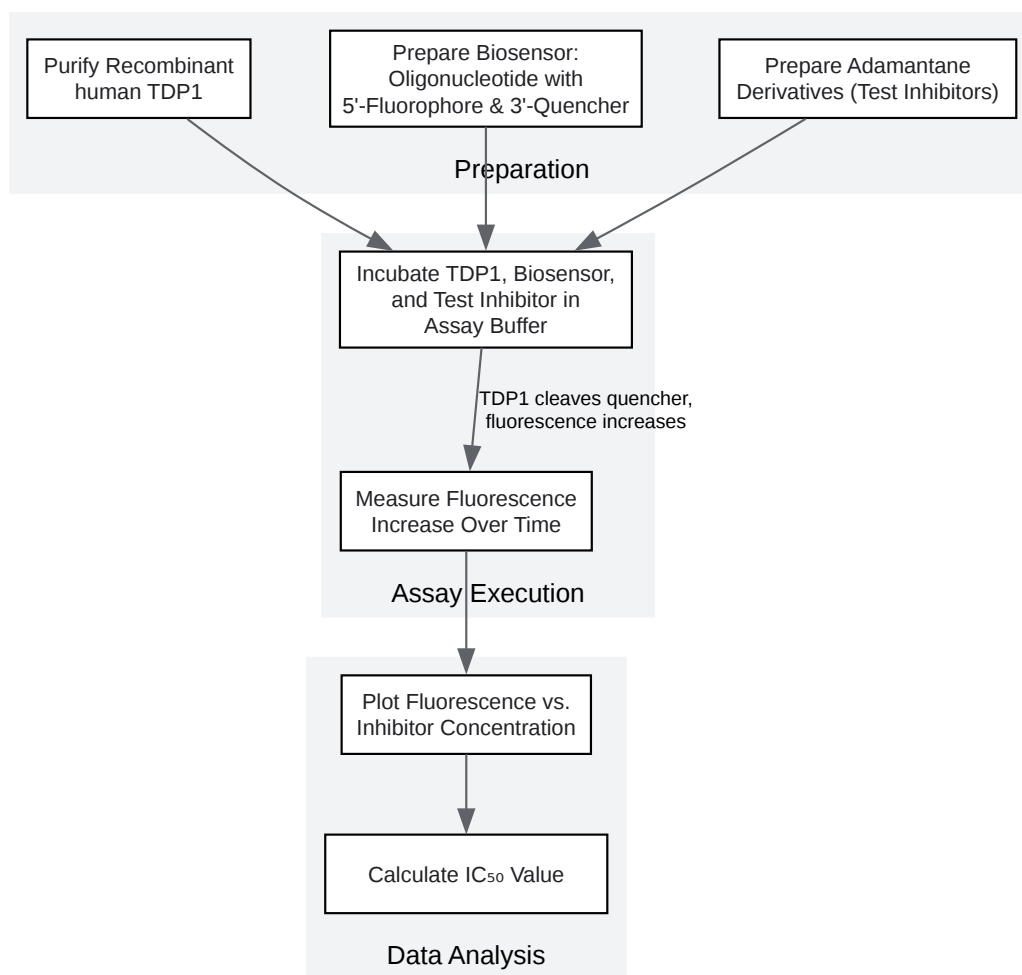 Purify Recombinant
human TDP1
Prepare Biosensor:
Oligonucleotide with
5'-Fluorophore & 3'-Quencher
Prepare Adamantane
Derivatives (Test Inhibitors)
Preparation
Incubate TDP1, Biosensor,
and Test Inhibitor in
Assay Buffer
TDP1 cleaves quencher,
fluorescence increases
Measure Fluorescence
Increase Over Time
Assay Execution
Plot Fluorescence vs.
Inhibitor Concentration
Calculate IC₅₀ Value
Data Analysis